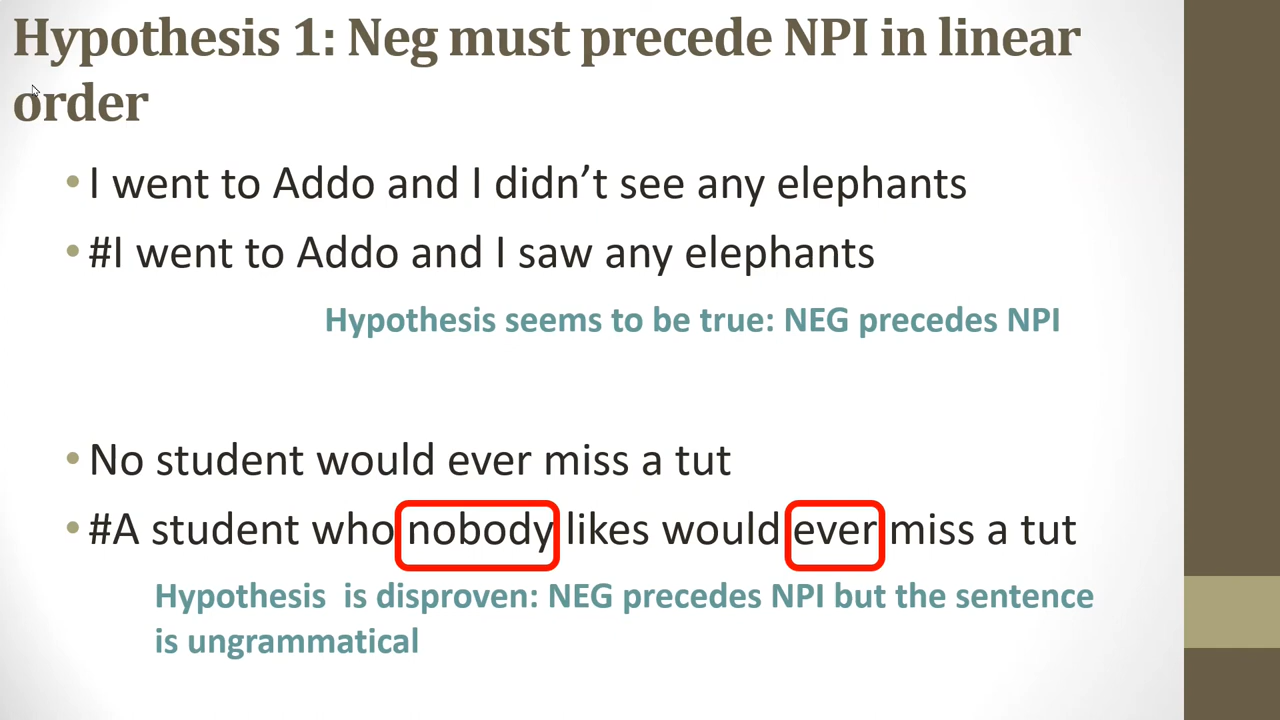 Hypothesis 1: Neg must precede NPI in linear
order
• I went to Addo and I didn’t see any elephants
• #I went to Addo and I saw any elephants
Hypothesis seems to be true: NEG precedes NPI
• No student would ever miss a tut
• #A student who nobody likes would ever miss a tut
Hypothesis  is disproven: NEG precedes NPI but the sentence
is ungrammatical